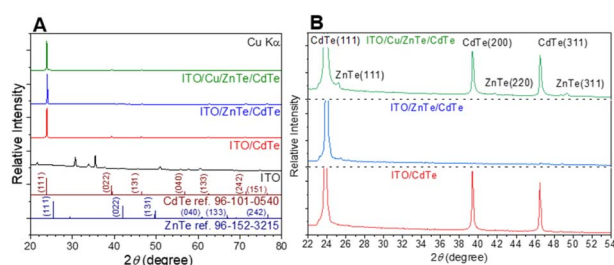 A
Cu Kα
ITO/Cu/ZnTe/CdTe
ITO/ZnTe/CdTe
ITO/CdTe
ITO
(111)
(022)
(131)
(040)
(133)
(242)
(151)
CdTe ref. 96-101-0540
(111)
(022)
(131)
(040)
(133)
(242)
ZnTe ref. 96-152-3215
Relative Intensity
20 30 40 50 60 70 80
2θ (degree)
B
CdTe(111)
ITO/Cu/ZnTe/CdTe
CdTe(200)
CdTe(311)
ZnTe(111)
ZnTe(220)
ZnTe(311)
ITO/ZnTe/CdTe
ITO/CdTe
Relative Intensity
22 24 26 28 30 32 34 36 38 40 42 44 46 48 50 52 54
2θ (degree)